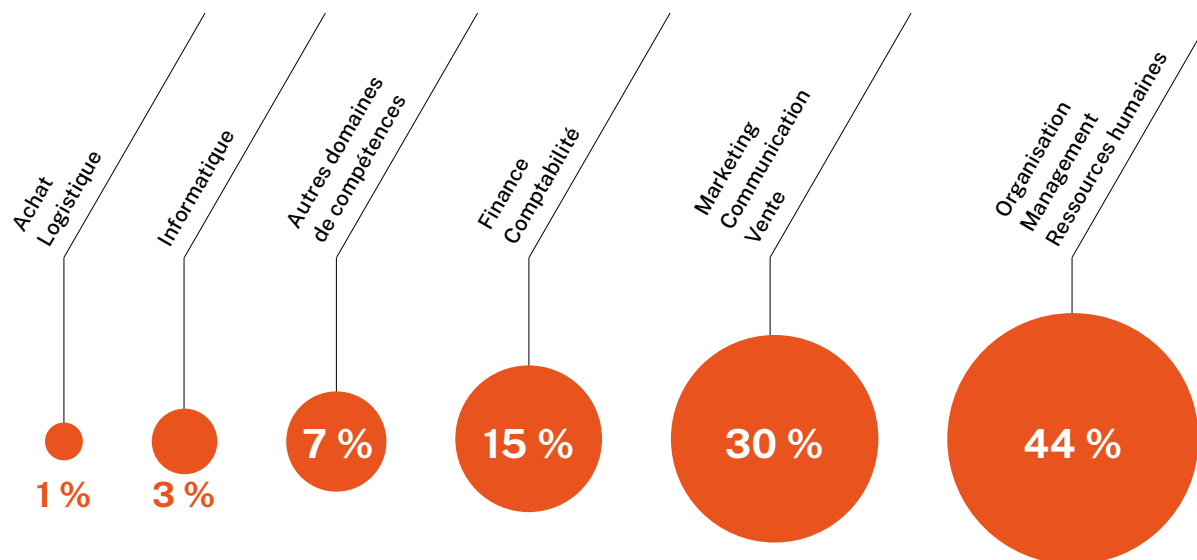 Achat
Logistique
1 %
Informatique
3 %
Autres domaines
de compétences
7 %
Finance
Comptabilité
15 %
Marketing
Communication
Vente
30 %
Organisation
Management
Ressources humaines
44 %